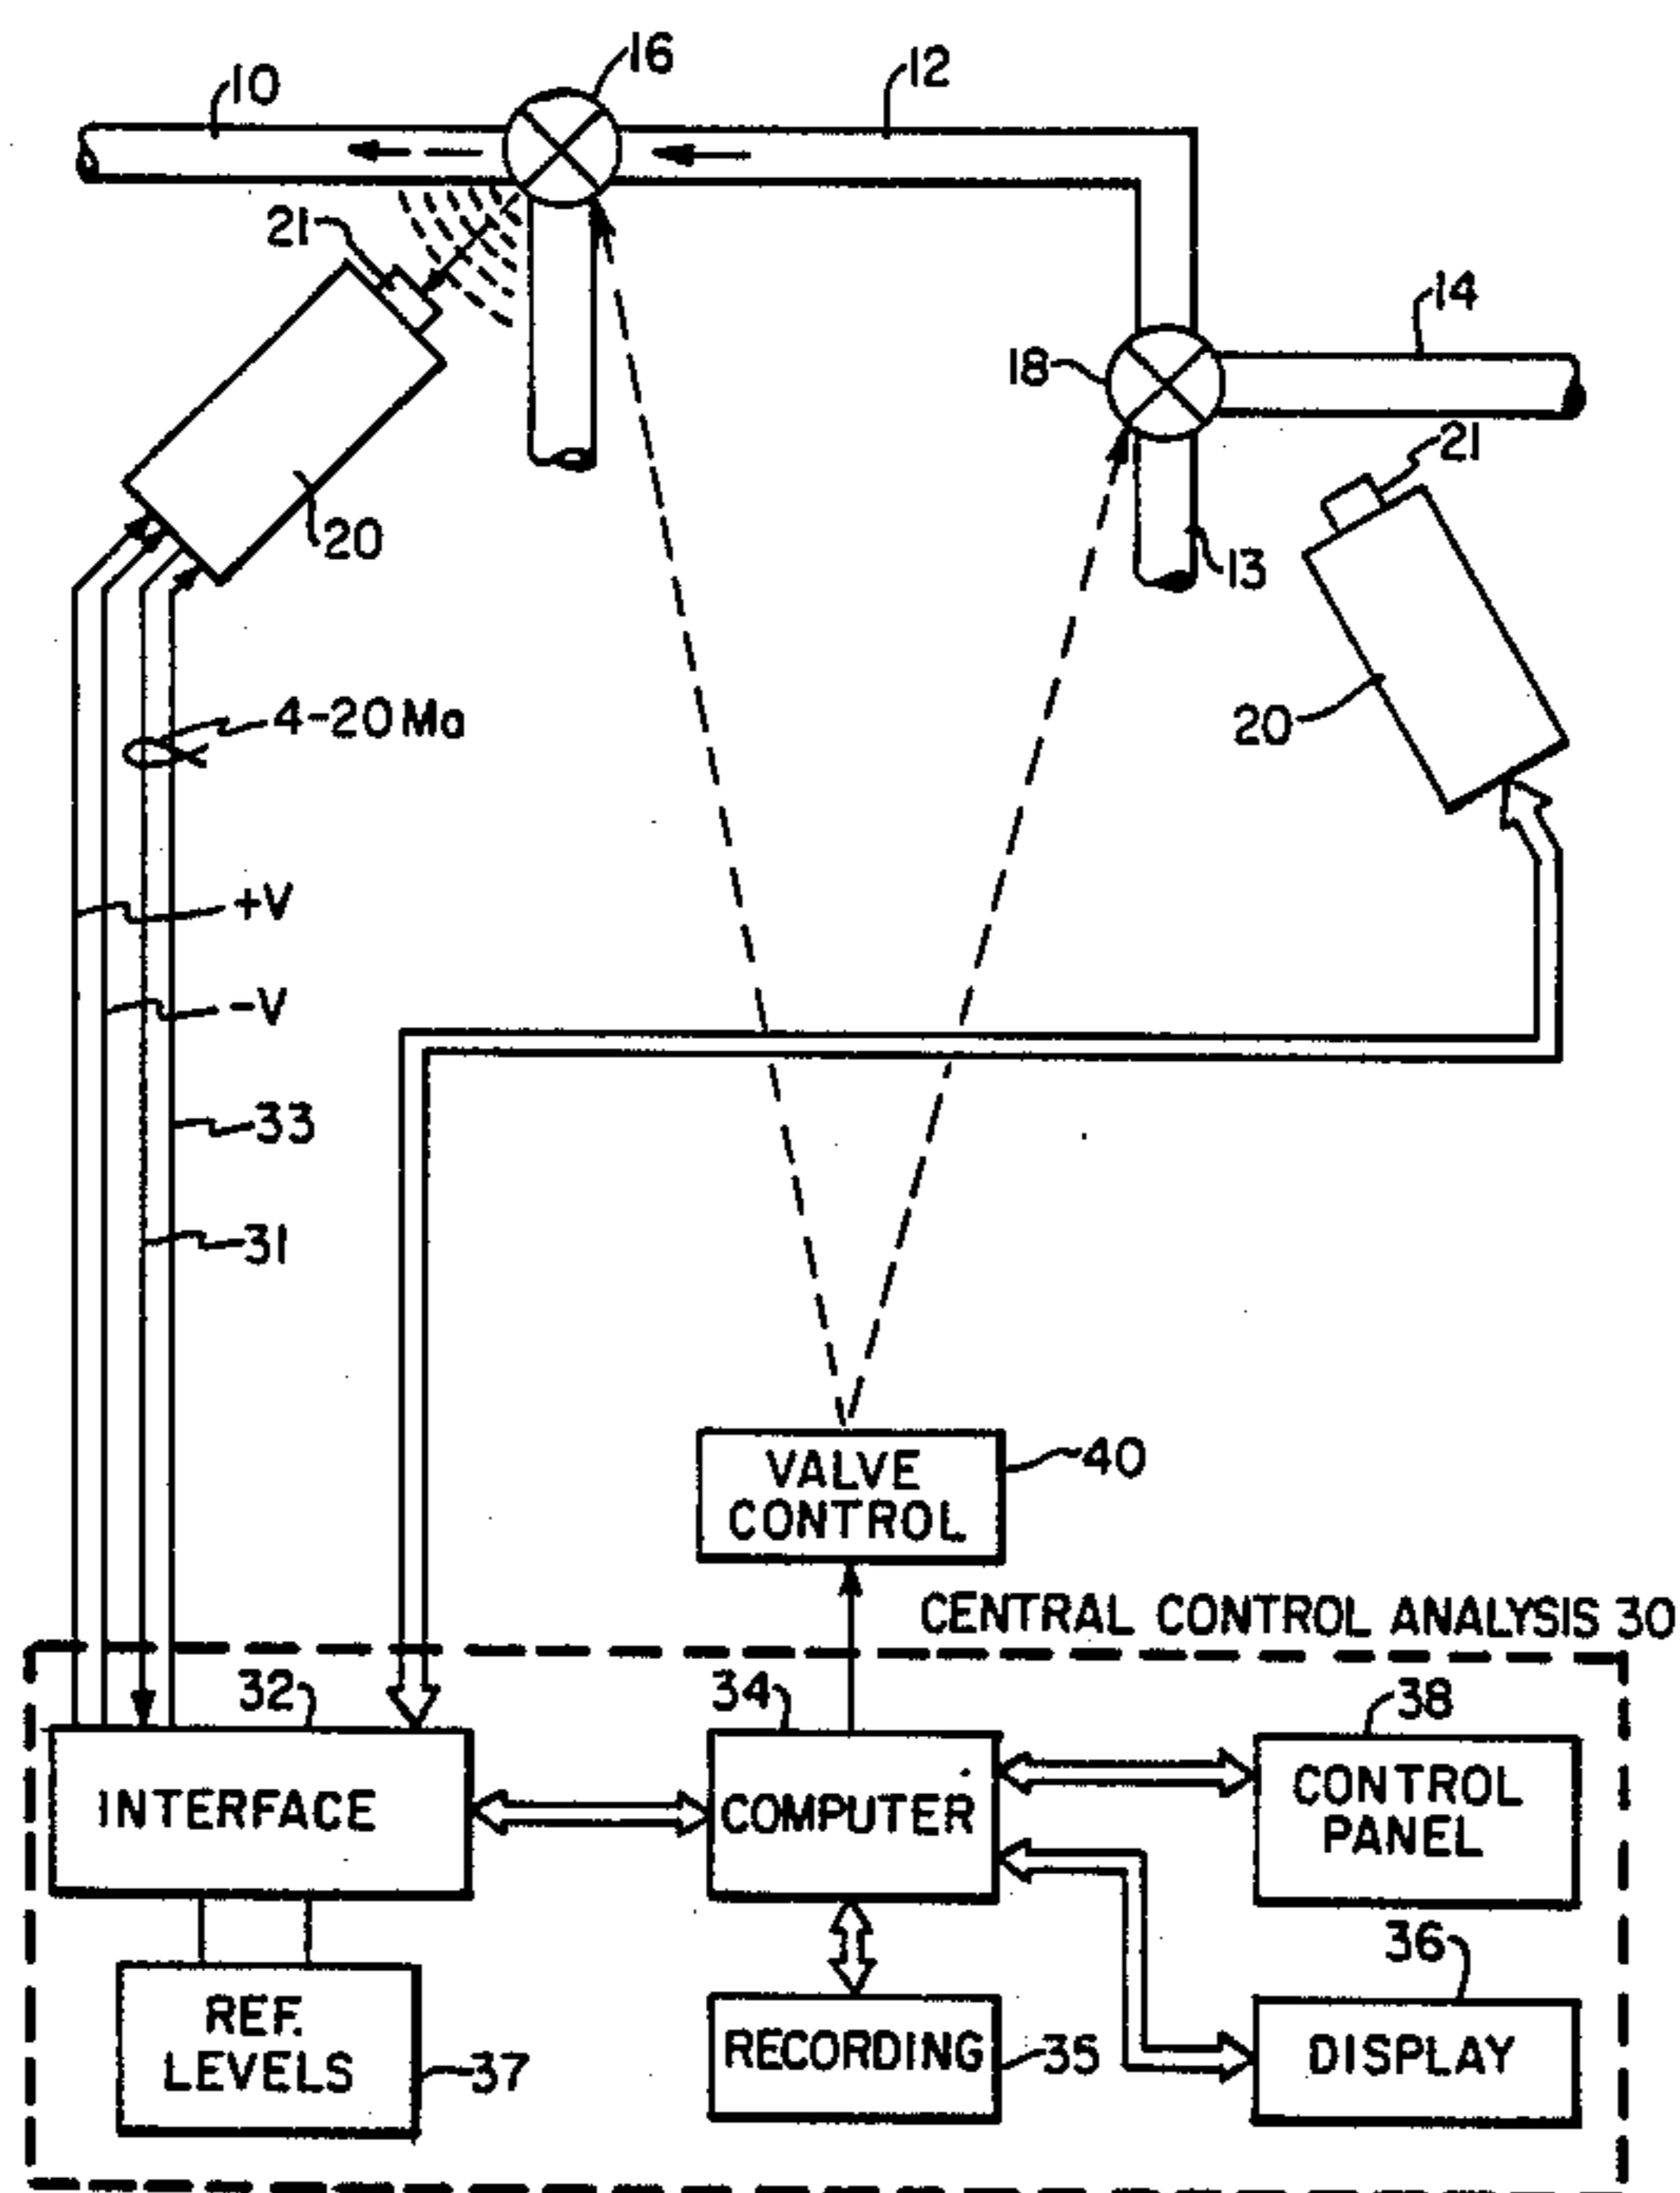 16
10
12
21
14
18
21
20
13
4-20 Ma
20
+V
-V
33
31
VALVE
CONTROL
40
CENTRAL CONTROL ANALYSIS 30
32
34
38
INTERFACE
COMPUTER
CONTROL
PANEL
36
REF.
LEVELS
37
RECORDING
35
DISPLAY